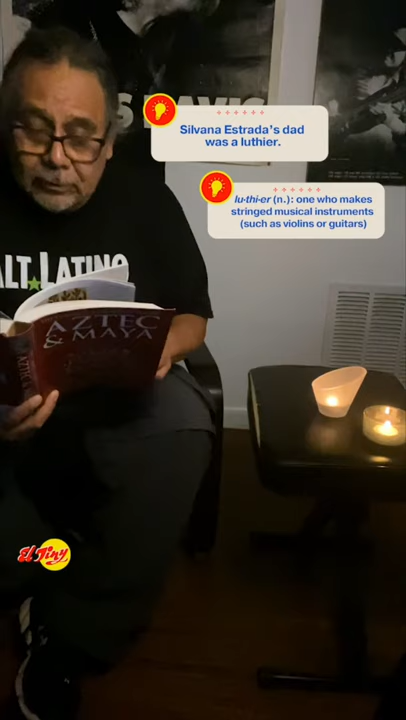 Silvana Estrada's dad
was a luthier.
lu·thi·er (n.): one who makes
stringed musical instruments
(such as violins or guitars)
ALT.LATINO
AZTEC
& MAYA
AZTEC
El Tiny